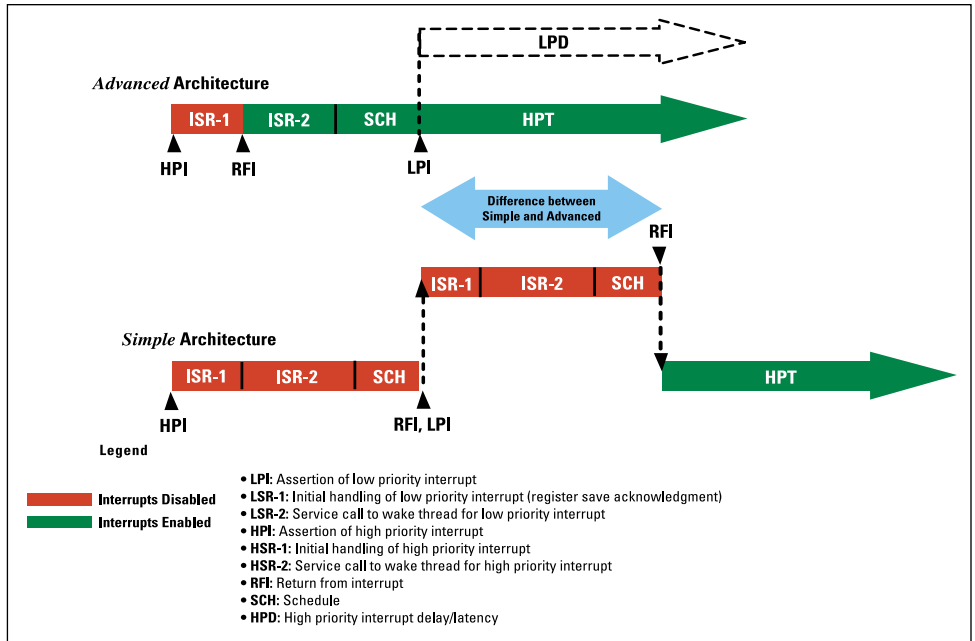 LPD
Advanced Architecture
ISR-1 ISR-2 SCH HPT
HPI RFI LPI
Difference between
Simple and Advanced
RFI
ISR-1 ISR-2 SCH
Simple Architecture
ISR-1 ISR-2 SCH HPT
HPI RFI, LPI
Legend
Interrupts Disabled
Interrupts Enabled
• LPI: Assertion of low priority interrupt
• LSR-1: Initial handling of low priority interrupt (register save acknowledgment)
• LSR-2: Service call to wake thread for low priority interrupt
• HPI: Assertion of high priority interrupt
• HSR-1: Initial handling of high priority interrupt
• HSR-2: Service call to wake thread for high priority interrupt
• RFI: Return from interrupt
• SCH: Schedule
• HPD: High priority interrupt delay/latency